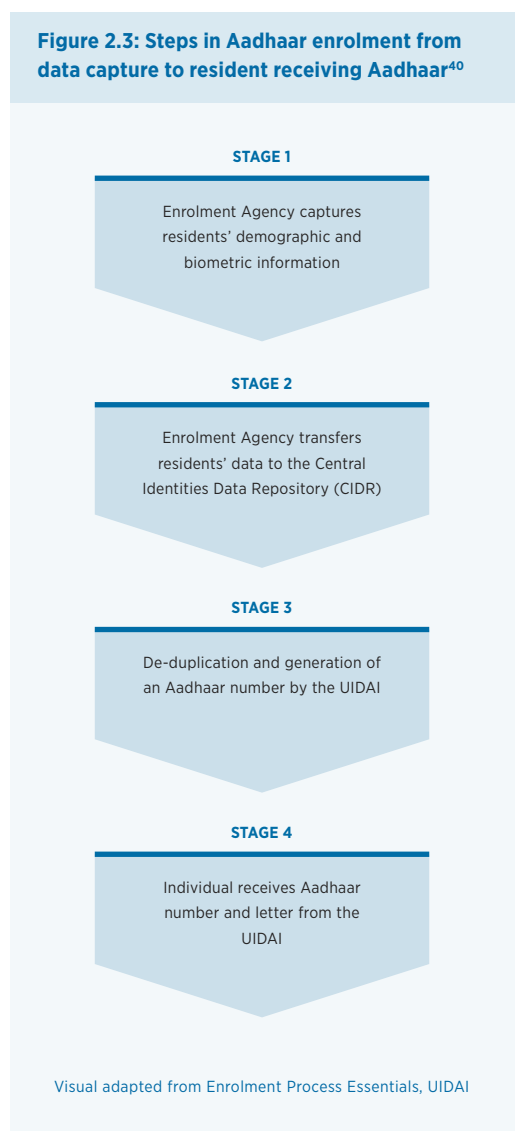 Figure 2.3: Steps in Aadhaar enrolment from
data capture to resident receiving Aadhaar⁴⁰
STAGE 1
Enrolment Agency captures
residents’ demographic and
biometric information
STAGE 2
Enrolment Agency transfers
residents’ data to the Central
Identities Data Repository (CIDR)
STAGE 3
De-duplication and generation of
an Aadhaar number by the UIDAI
STAGE 4
Individual receives Aadhaar
number and letter from the
UIDAI
Visual adapted from Enrolment Process Essentials, UIDAI